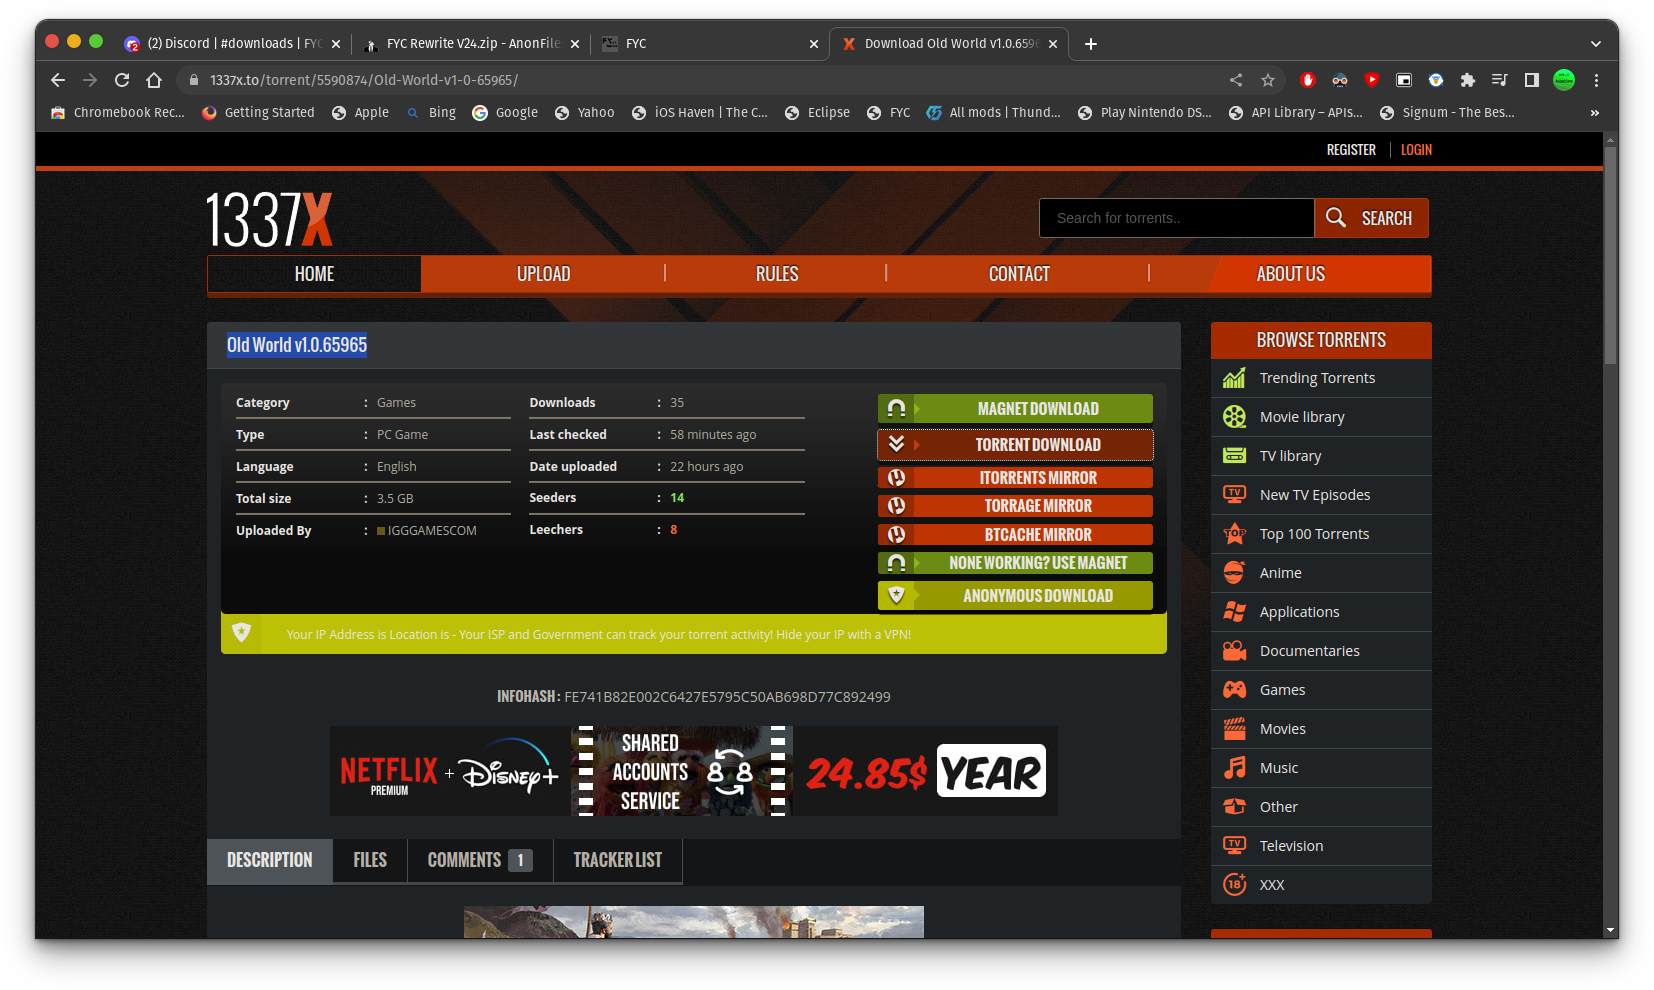 (2) Discord | #downloads | FYC
FYC Rewrite V24.zip - AnonFile
FYC
Download Old World v1.0.6596
1337x.to/torrent/5590874/Old-World-v1-0-65965/
Chromebook Rec...
Getting Started
Apple
Bing
Google
Yahoo
iOS Haven | The C...
Eclipse
FYC
All mods | Thund...
Play Nintendo DS...
API Library – APIs...
Signum - The Bes...
»
REGISTER | LOGIN
1337X
Search for torrents..
SEARCH
HOME
UPLOAD
RULES
CONTACT
ABOUT US
Old World v1.0.65965
Category : Games
Type : PC Game
Language : English
Total size : 3.5 GB
Uploaded By : IGGGAMESCOM
Downloads : 35
Last checked : 58 minutes ago
Date uploaded : 22 hours ago
Seeders : 14
Leechers : 8
MAGNET DOWNLOAD
TORRENT DOWNLOAD
ITORRENTS MIRROR
TORRAGE MIRROR
BTCACHE MIRROR
NONE WORKING? USE MAGNET
ANONYMOUS DOWNLOAD
Your IP Address is Location is - Your ISP and Government can track your torrent activity! Hide your IP with a VPN!
INFOHASH : FE741B82E002C6427E5795C50AB698D77C892499
NETFLIX
PREMIUM
+
Disney+
SHARED
ACCOUNTS
SERVICE
24.85$ YEAR
DESCRIPTION
FILES
COMMENTS 1
TRACKER LIST
BROWSE TORRENTS
Trending Torrents
Movie library
TV library
TV New TV Episodes
TOP Top 100 Torrents
Anime
Applications
Documentaries
Games
Movies
Music
Other
TV Television
18+ XXX